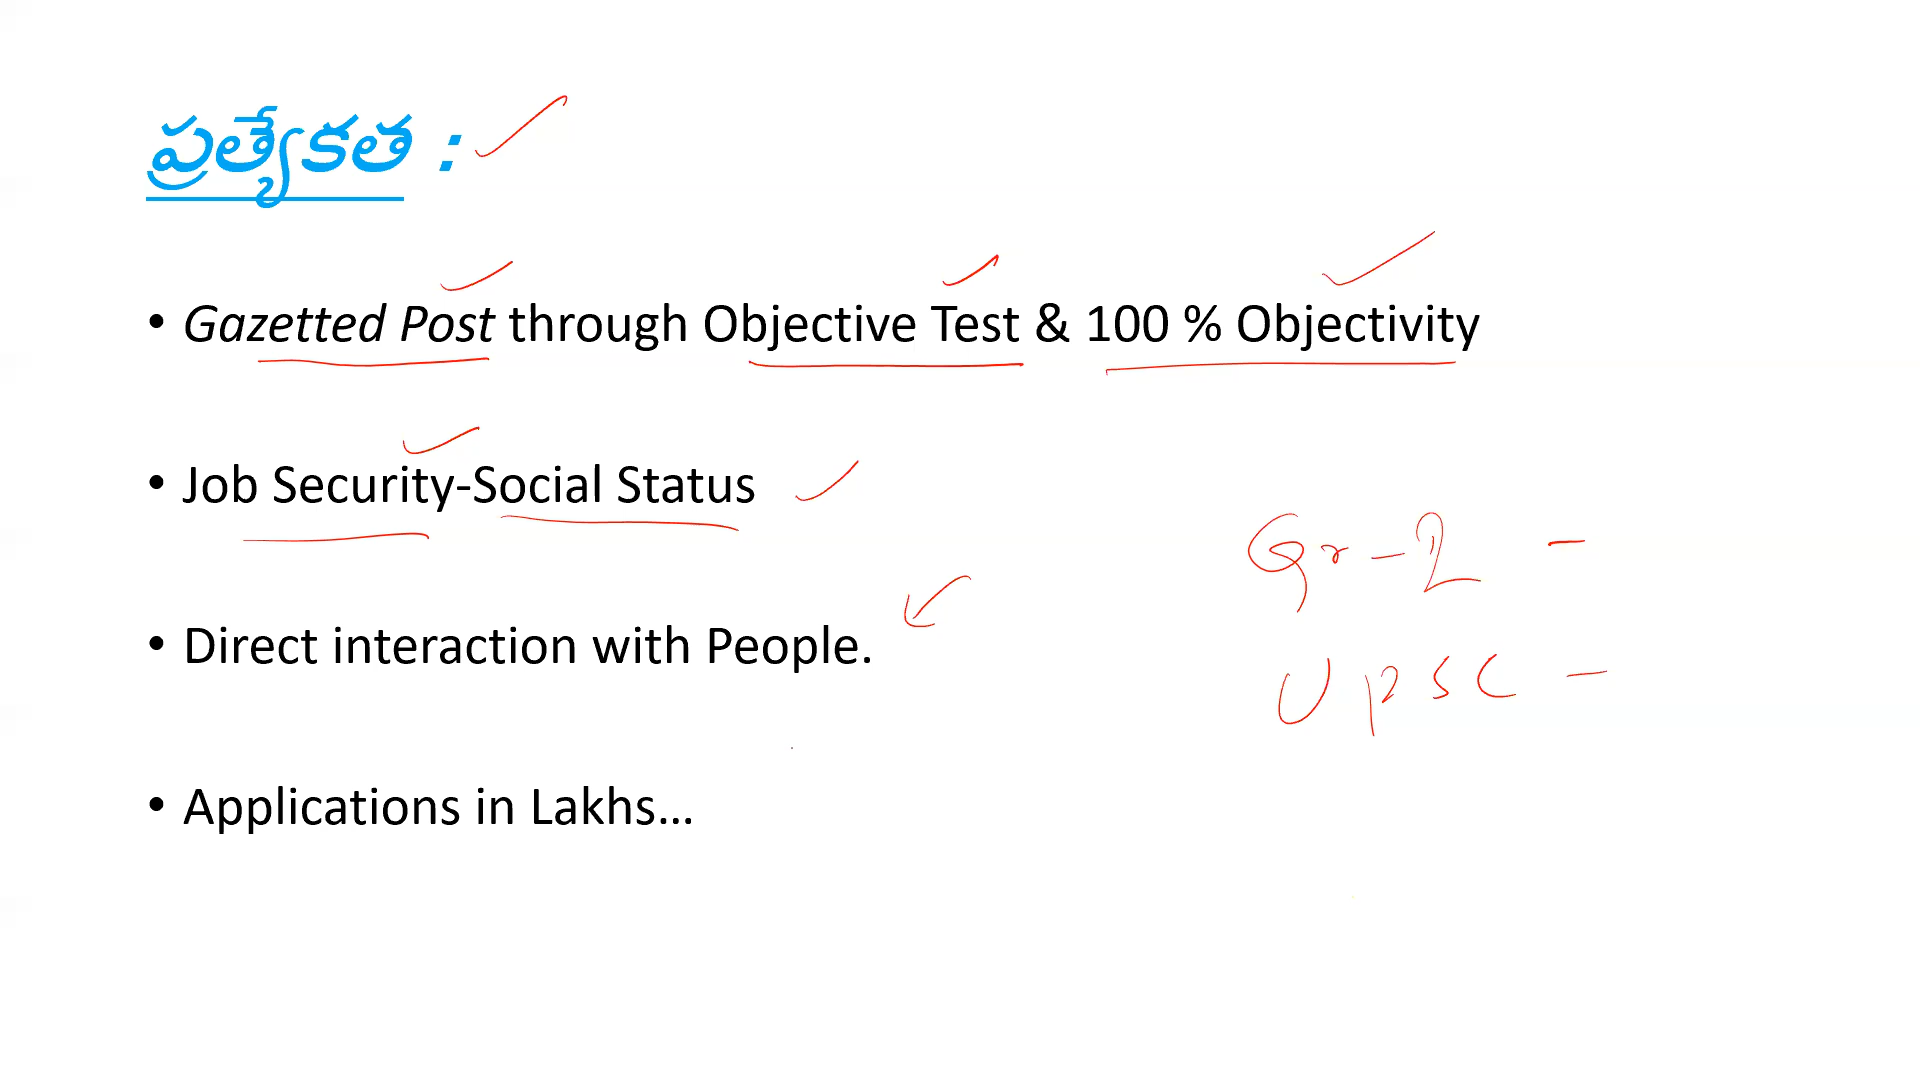 ప్రత్యేకత :
• Gazetted Post through Objective Test & 100 % Objectivity
• Job Security-Social Status
Gr - 2 -
• Direct interaction with People.
Upsc -
• Applications in Lakhs...